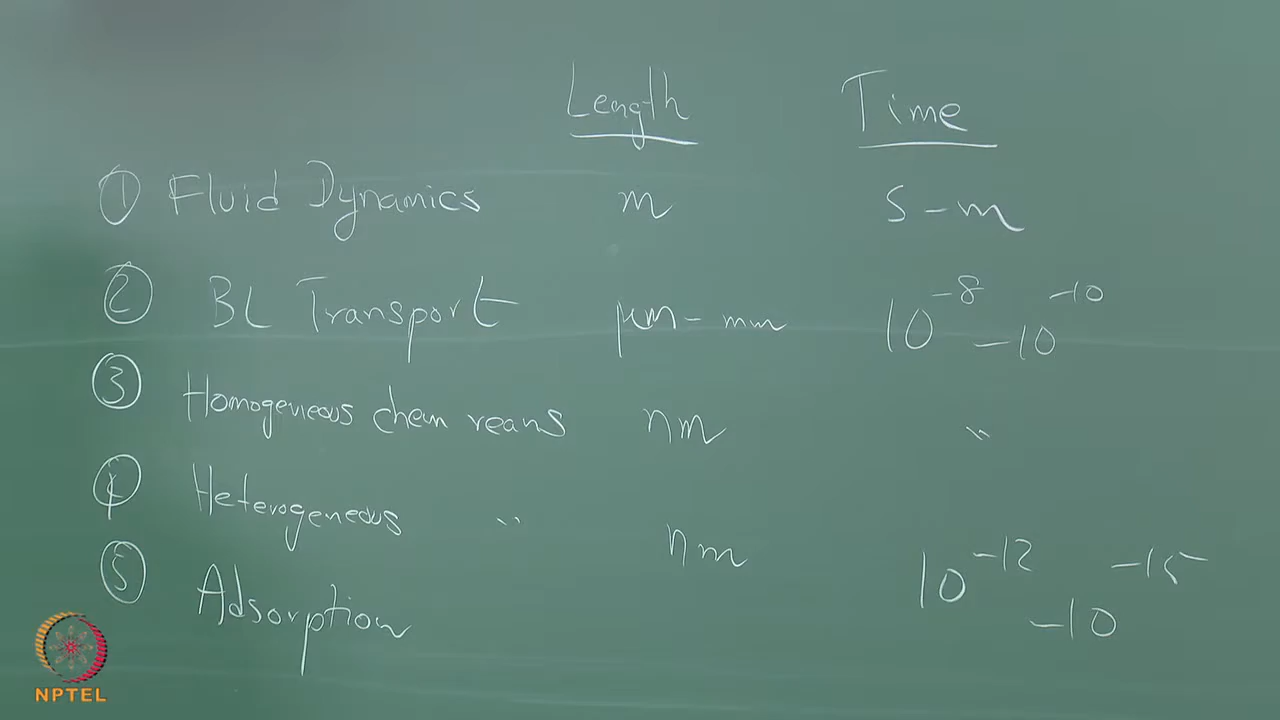 Length Time
① Fluid Dynamics m s-m
② BL Transport μm - mm 10⁻⁸ - 10⁻¹⁰
③ Homogeneous chem reans nm "
④ Heterogeneous " nm
⑤ Adsorption 10⁻¹² - 10⁻¹⁵
NPTEL